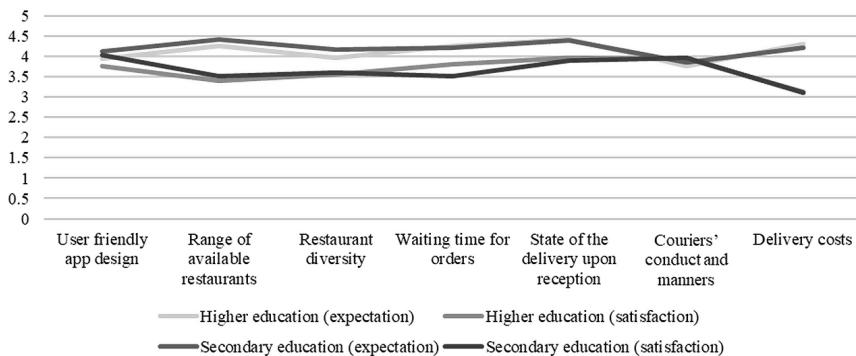 5
4.5
4
3.5
3
2.5
2
1.5
1
0.5
0
User friendly
app design
Range of
available
restaurants
Restaurant
diversity
Waiting time for
orders
State of the
delivery upon
reception
Couriers’
conduct and
manners
Delivery costs
Higher education (expectation)
Higher education (satisfaction)
Secondary education (expectation)
Secondary education (satisfaction)